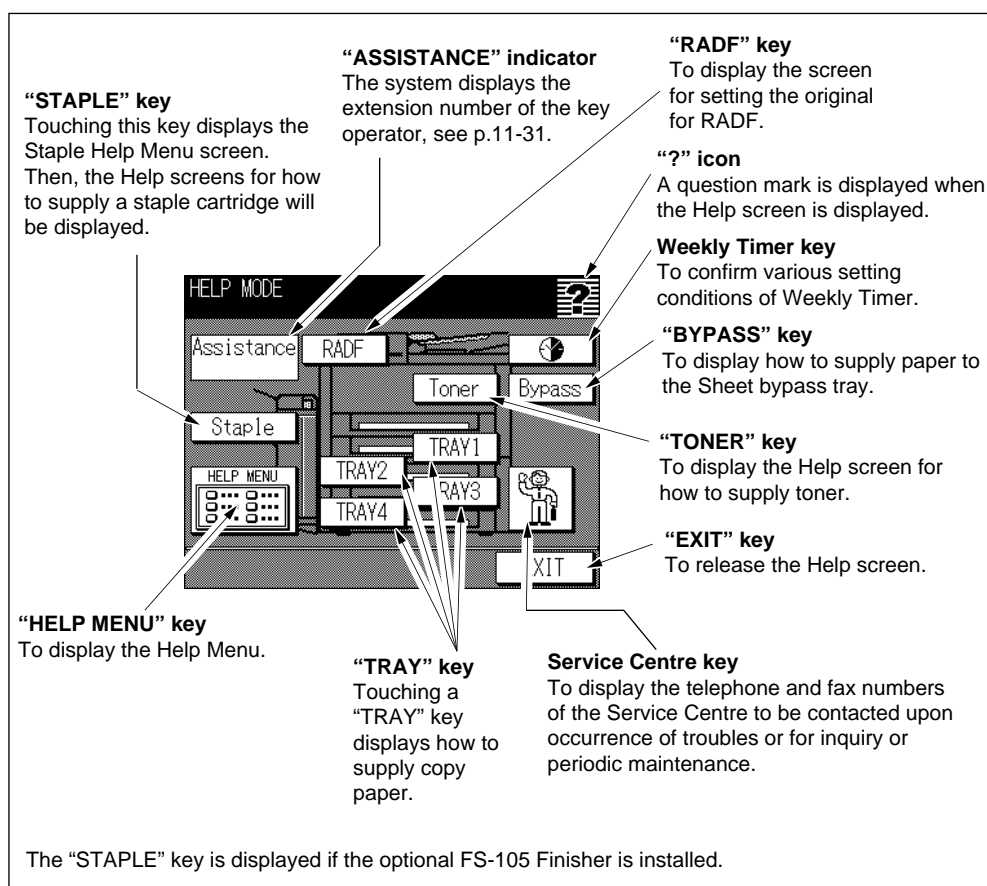 “ASSISTANCE” indicator
The system displays the
extension number of the key
operator, see p.11-31.
“RADF” key
To display the screen
for setting the original
for RADF.
“STAPLE” key
Touching this key displays the
Staple Help Menu screen.
Then, the Help screens for how
to supply a staple cartridge will
be displayed.
“?” icon
A question mark is displayed when
the Help screen is displayed.
Weekly Timer key
To confirm various setting
conditions of Weekly Timer.
“BYPASS” key
To display how to supply paper to
the Sheet bypass tray.
“TONER” key
To display the Help screen for
how to supply toner.
“EXIT” key
To release the Help screen.
HELP MODE
?
Assistance
RADF
Toner
Bypass
Staple
TRAY1
TRAY2
RAY3
TRAY4
HELP MENU
XIT
“HELP MENU” key
To display the Help Menu.
“TRAY” key
Touching a
“TRAY” key
displays how to
supply copy
paper.
Service Centre key
To display the telephone and fax numbers
of the Service Centre to be contacted upon
occurrence of troubles or for inquiry or
periodic maintenance.
The “STAPLE” key is displayed if the optional FS-105 Finisher is installed.